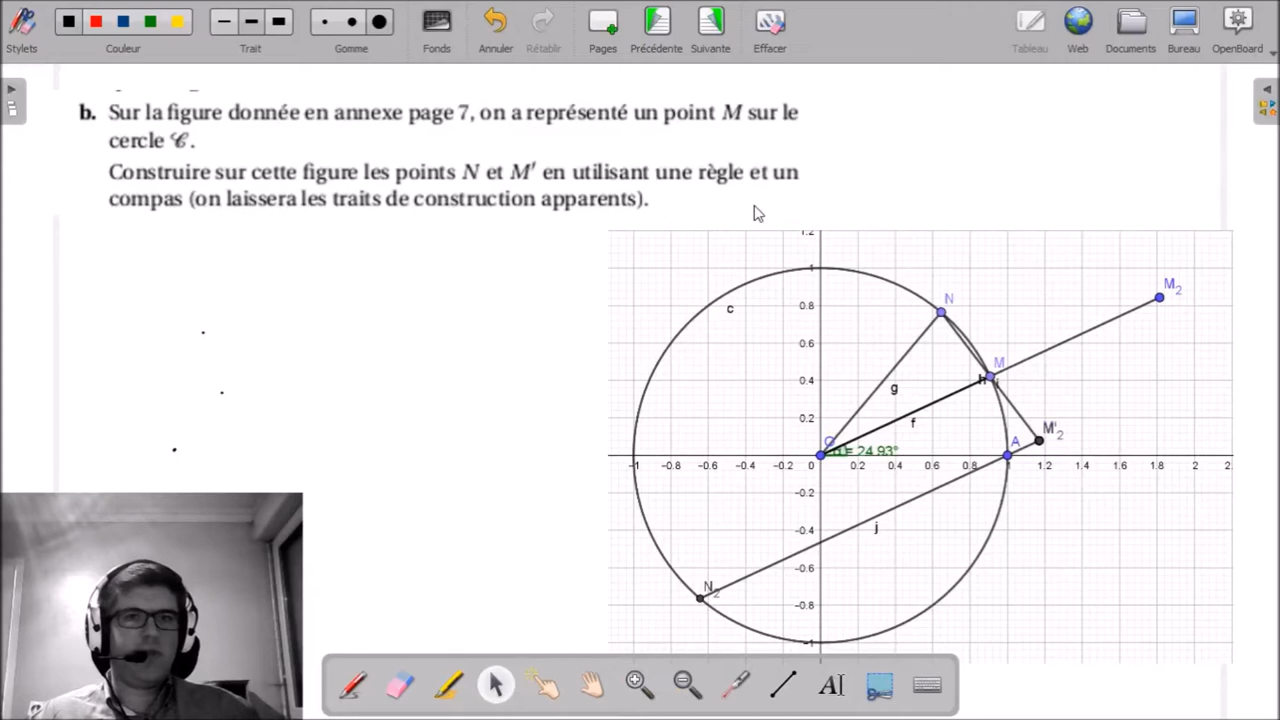 Stylets
Couleur
Trait
Gomme
Fonds
Annuler
Rétablir
Pages
Précédente
Suivante
Effacer
Tableau
Web
Documents
Bureau
OpenBoard
b. Sur la figure donnée en annexe page 7, on a représenté un point M sur le
cercle 𝒞.
Construire sur cette figure les points N et M′ en utilisant une règle et un
compas (on laissera les traits de construction apparents).
1.2
1
0.8
0.6
0.4
0.2
-0.2
-0.4
-0.6
-0.8
-1
-1 -0.8 -0.6 -0.4 -0.2 0 0.2 0.4 0.6 0.8 1 1.2 1.4 1.6 1.8 2 2.
c
N
M2
M
h
g
f
M'2
O
= 24.93°
A
j
N2
AI